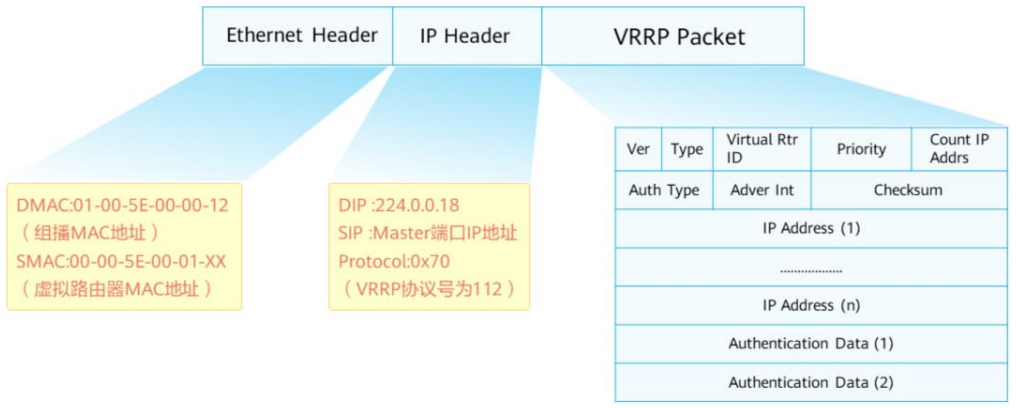 Ethernet Header
IP Header
VRRP Packet
DMAC:01-00-5E-00-00-12
（组播MAC地址）
SMAC:00-00-5E-00-01-XX
（虚拟路由器MAC地址）
DIP :224.0.0.18
SIP :Master端口IP地址
Protocol:0x70
（VRRP协议号为112）
Ver
Type
Virtual Rtr
ID
Priority
Count IP
Addrs
Auth Type
Adver Int
Checksum
IP Address (1)
..................
IP Address (n)
Authentication Data (1)
Authentication Data (2)